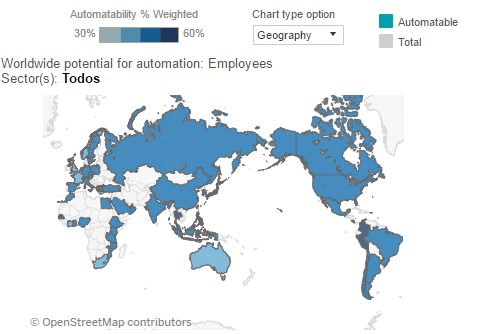 Automatability % Weighted
30% 60%
Chart type option
Geography
Automatable
Total
Worldwide potential for automation: Employees
Sector(s): Todos
© OpenStreetMap contributors